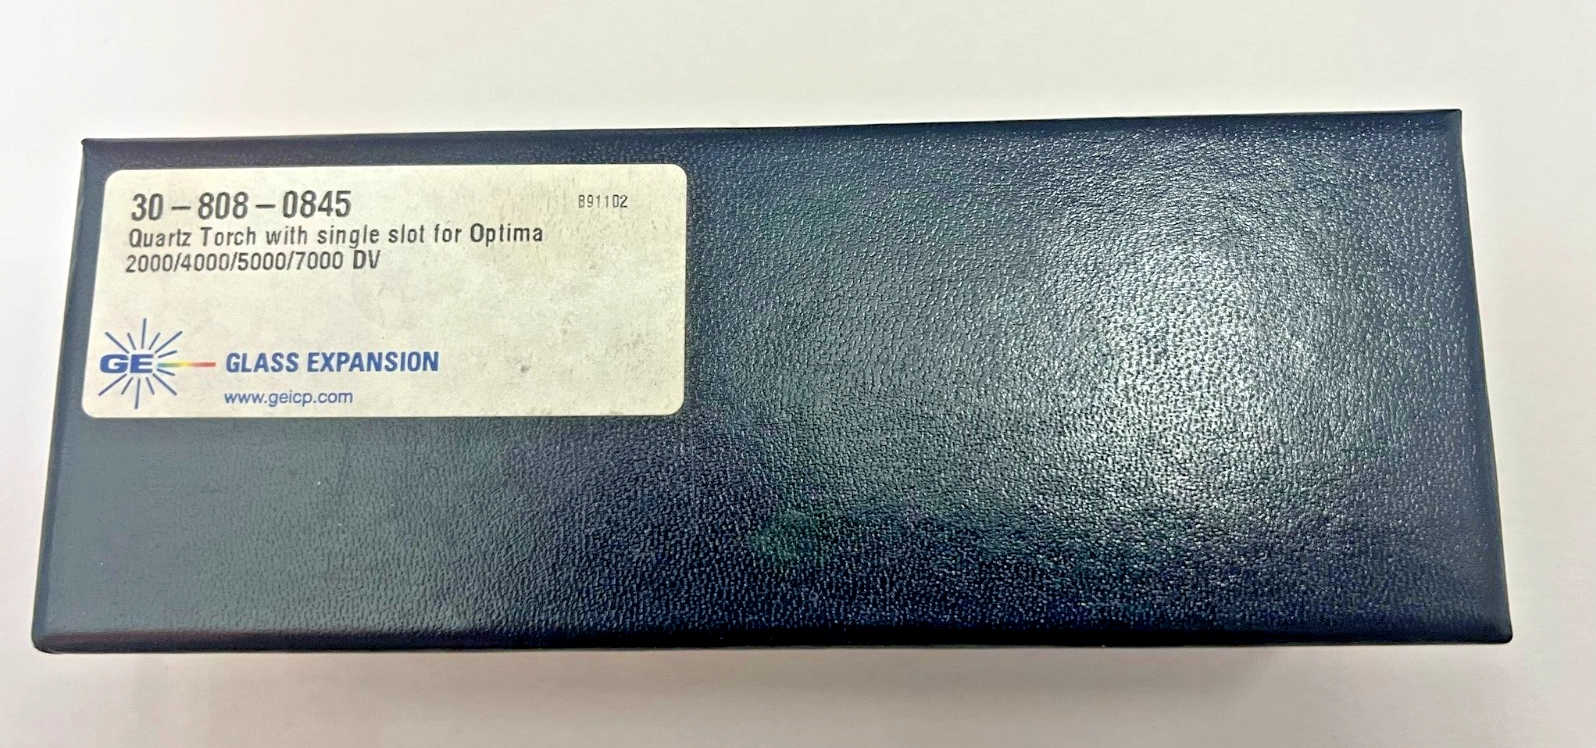 30-808-0845 B91102
Quartz Torch with single slot for Optima
2000/4000/5000/7000 DV
GE GLASS EXPANSION
www.geicp.com